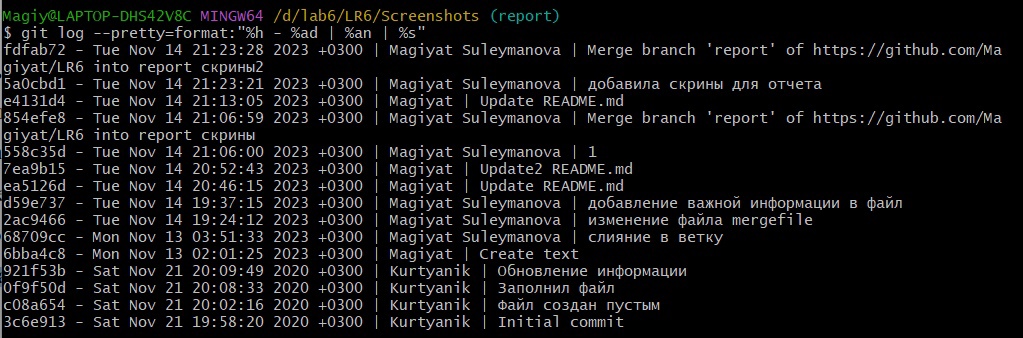 Magiy@LAPTOP-DHS42V8C MINGW64 /d/lab6/LR6/Screenshots (report)
$ git log --pretty=format:"%h - %ad | %an | %s"
fdfab72 - Tue Nov 14 21:23:28 2023 +0300 | Magiyat Suleymanova | Merge branch 'report' of https://github.com/Ma
giyat/LR6 into report скрины2
5a0cbd1 - Tue Nov 14 21:23:21 2023 +0300 | Magiyat Suleymanova | добавила скрины для отчета
e4131d4 - Tue Nov 14 21:13:05 2023 +0300 | Magiyat | Update README.md
854efe8 - Tue Nov 14 21:06:59 2023 +0300 | Magiyat Suleymanova | Merge branch 'report' of https://github.com/Ma
giyat/LR6 into report скрины
558c35d - Tue Nov 14 21:06:00 2023 +0300 | Magiyat Suleymanova | 1
7ea9b15 - Tue Nov 14 20:52:43 2023 +0300 | Magiyat | Update2 README.md
ea5126d - Tue Nov 14 20:46:15 2023 +0300 | Magiyat | Update README.md
d59e737 - Tue Nov 14 19:37:15 2023 +0300 | Magiyat Suleymanova | добавление важной информации в файл
2ac9466 - Tue Nov 14 19:24:12 2023 +0300 | Magiyat Suleymanova | изменение файла mergefile
68709cc - Mon Nov 13 03:51:33 2023 +0300 | Magiyat Suleymanova | слияние в ветку
6bba4c8 - Mon Nov 13 02:01:25 2023 +0300 | Magiyat | Create text
921f53b - Sat Nov 21 20:09:49 2020 +0300 | Kurtyanik | Обновление информации
0f9f50d - Sat Nov 21 20:08:33 2020 +0300 | Kurtyanik | Заполнил файл
c08a654 - Sat Nov 21 20:02:16 2020 +0300 | Kurtyanik | Файл создан пустым
3c6e913 - Sat Nov 21 19:58:20 2020 +0300 | Kurtyanik | Initial commit